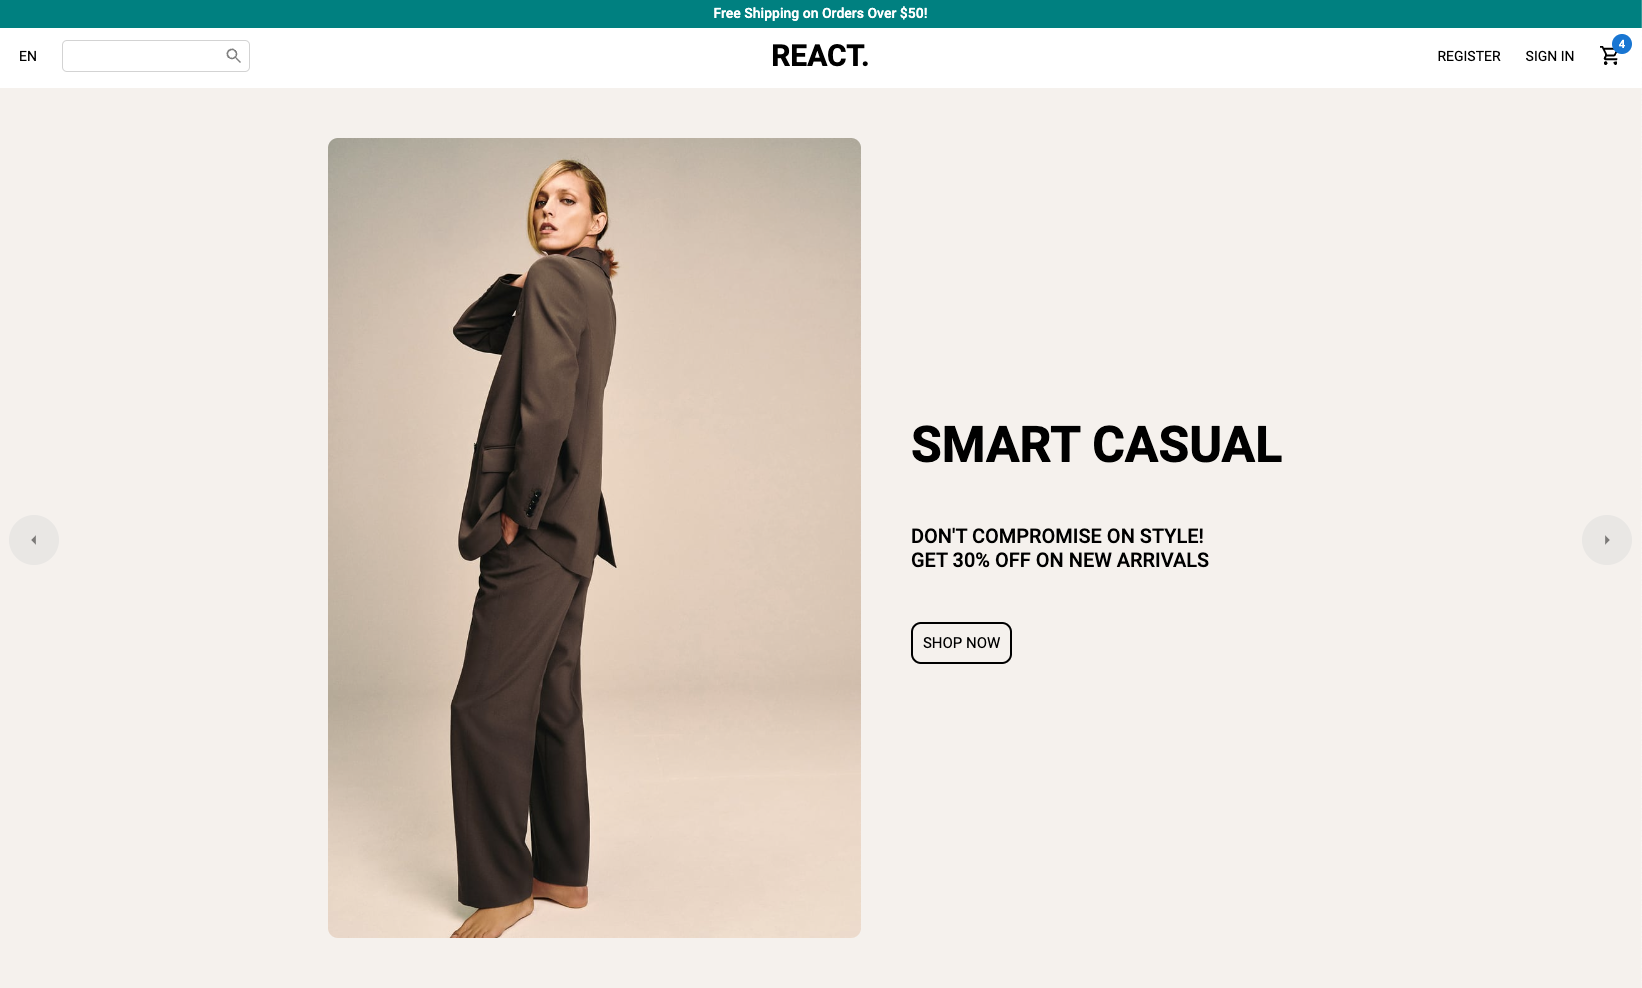 Free Shipping on Orders Over $50!
EN
REACT.
REGISTER
SIGN IN
4
SMART CASUAL
DON'T COMPROMISE ON STYLE!
GET 30% OFF ON NEW ARRIVALS
SHOP NOW